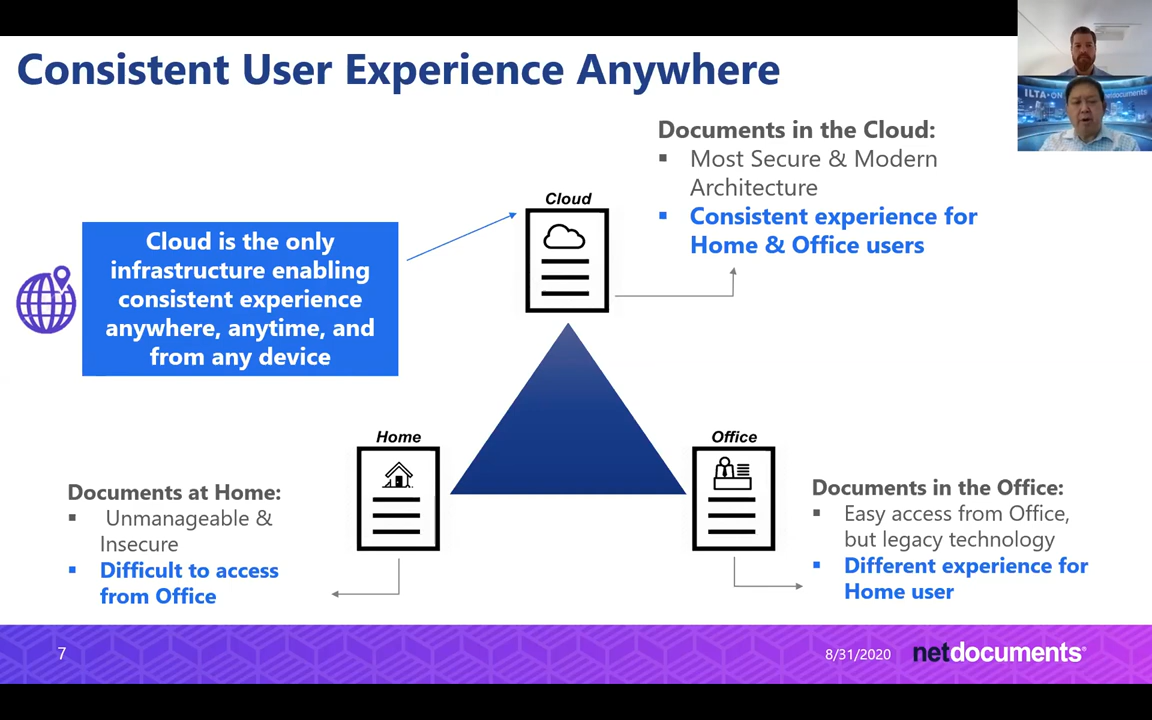 Consistent User Experience Anywhere
ILTA•ON
netdocuments
Documents in the Cloud:
▪ Most Secure & Modern
Architecture
▪ Consistent experience for
Home & Office users
Cloud
Cloud is the only
infrastructure enabling
consistent experience
anywhere, anytime, and
from any device
Home
Office
Documents at Home:
▪ Unmanageable &
Insecure
▪ Difficult to access
from Office
Documents in the Office:
▪ Easy access from Office,
but legacy technology
▪ Different experience for
Home user
7
8/31/2020
netdocuments®